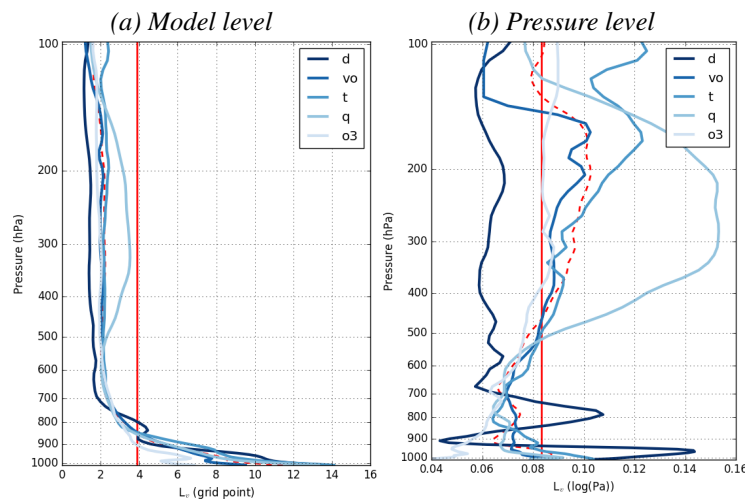 (a) Model level
(b) Pressure level
100
200
300
400
500
600
700
800
900
1000
Pressure (hPa)
d
vo
t
q
o3
0
2
4
6
8
10
12
14
16
L_v (grid point)
100
200
300
400
500
600
700
800
900
1000
Pressure (hPa)
d
vo
t
q
o3
0.04
0.06
0.08
0.10
0.12
0.14
0.16
L_v (log(Pa))